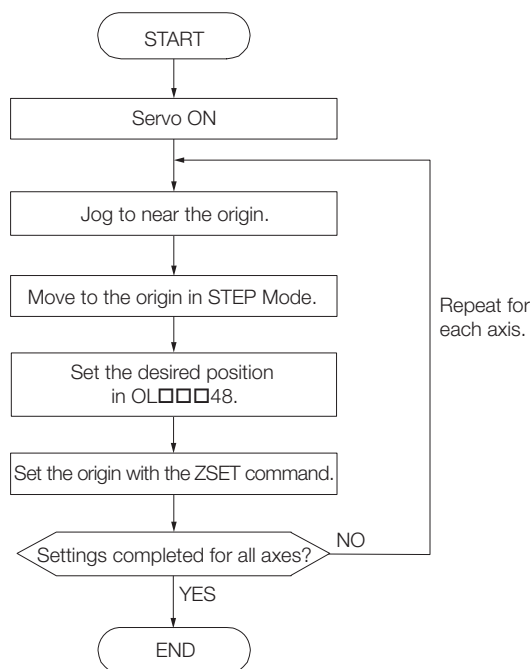 START
Servo ON
Jog to near the origin.
Move to the origin in STEP Mode.
Repeat for
each axis.
Set the desired position
in OL□□□48.
Set the origin with the ZSET command.
Settings completed for all axes?
NO
YES
END